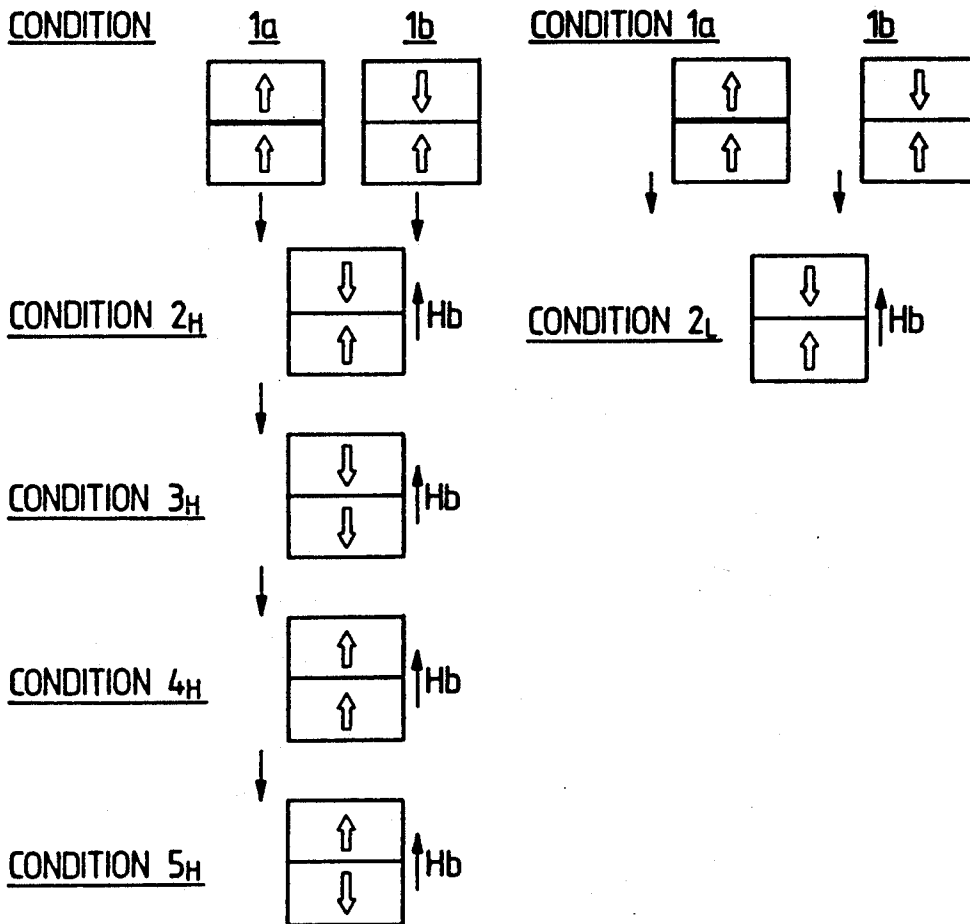 CONDITION 1a 1b
CONDITION 2H Hb
CONDITION 3H Hb
CONDITION 4H Hb
CONDITION 5H Hb
CONDITION 1a 1b
CONDITION 2L Hb